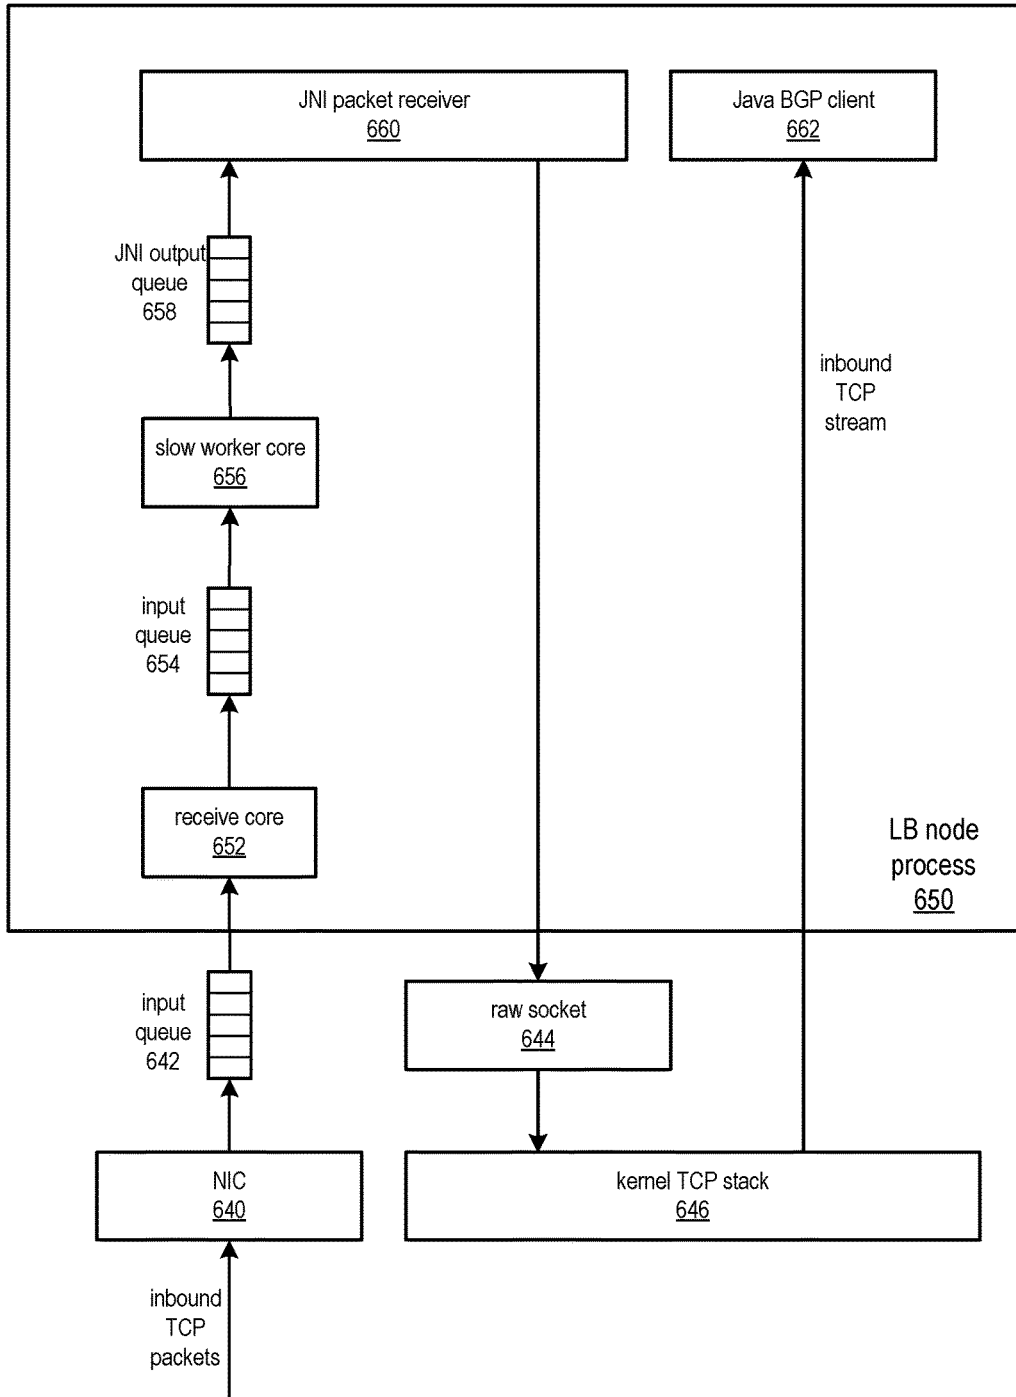 JNI packet receiver
660
Java BGP client
662
JNI output
queue
658
inbound
TCP
stream
slow worker core
656
input
queue
654
receive core
652
LB node
process
650
input
queue
642
raw socket
644
NIC
640
kernel TCP stack
646
inbound
TCP
packets